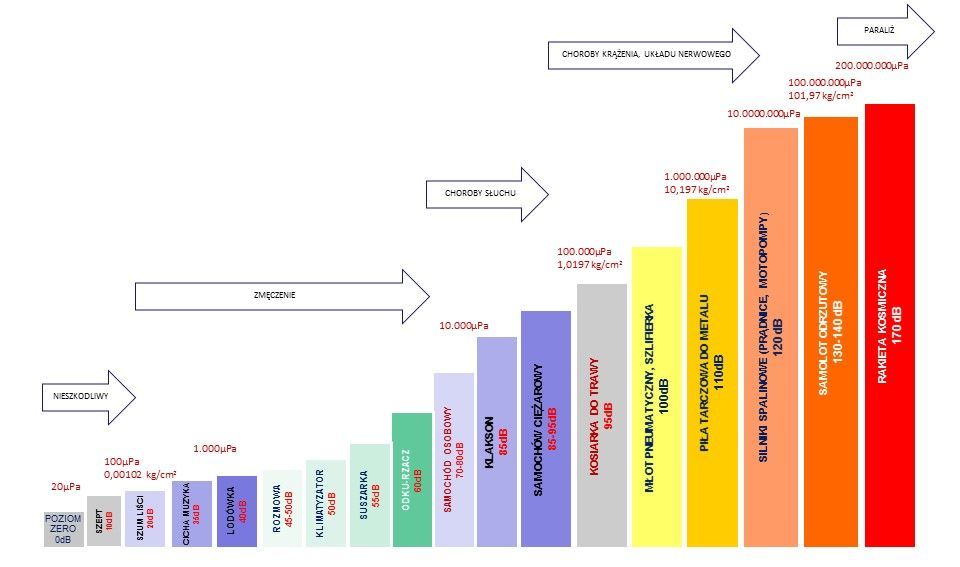 PARALIŻ
CHOROBY KRĄŻENIA, UKŁADU NERWOWEGO
200.000.000µPa
100.000.000µPa
101,97 kg/cm²
10.0000.000µPa
CHOROBY SŁUCHU
1.000.000µPa
10,197 kg/cm²
100.000µPa
1,0197 kg/cm²
ZMĘCZENIE
10.000µPa
NIESZKODLIWY
1.000µPa
100µPa
0,00102 kg/cm²
20µPa
POZIOM
ZERO
0dB
SZEPT
10dB
SZUM LIŚCI
20dB
CICHA MUZYKA
36dB
LODÓWKA
40dB
ROZMOWA
45-50dB
KLIMATYZATOR
50dB
SUSZARKA
55dB
ODKU-RZACZ
60dB
SAMOCHÓD OSOBOWY
70-80dB
KLAKSON
85dB
SAMOCHÓW CIĘŻAROWY
85-95dB
KOSIARKA DO TRAWY
95dB
MŁOT PNEUMATYCZNY, SZLIFIERKA
100dB
PIŁA TARCZOWA DO METALU
110dB
SILNIKI SPALINOWE (PRĄDNICE, MOTOPOMPY)
120 dB
SAMOLOT ODRZUTOWY
130-140 dB
RAKIETA KOSMICZNA
170 dB